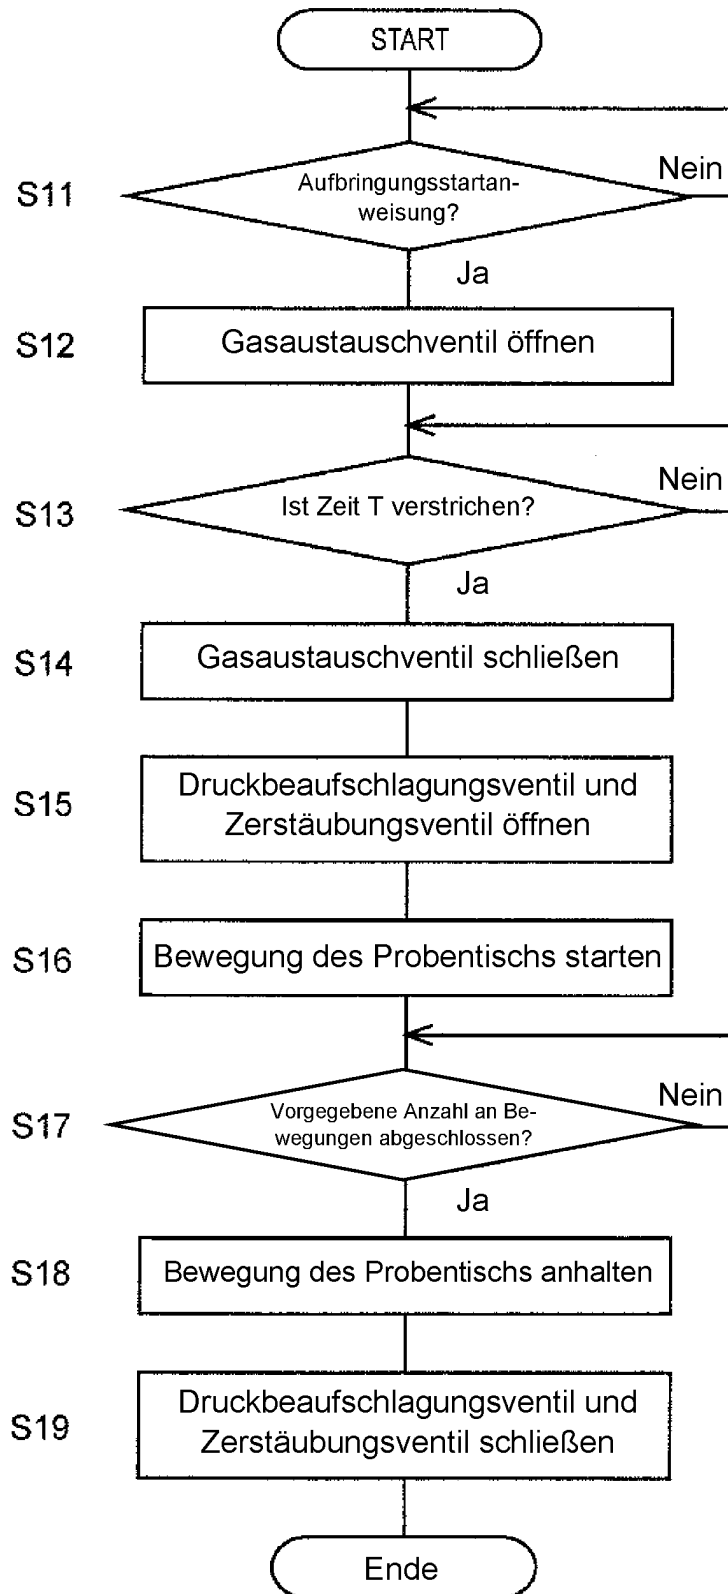 START
Nein
S11
Aufbringungsstartan-
weisung?
Ja
S12
Gasaustauschventil öffnen
Nein
S13
Ist Zeit T verstrichen?
Ja
S14
Gasaustauschventil schließen
S15
Druckbeaufschlagungsventil und
Zerstäubungsventil öffnen
S16
Bewegung des Probentischs starten
Nein
S17
Vorgegebene Anzahl an Be-
wegungen abgeschlossen?
Ja
S18
Bewegung des Probentischs anhalten
S19
Druckbeaufschlagungsventil und
Zerstäubungsventil schließen
Ende